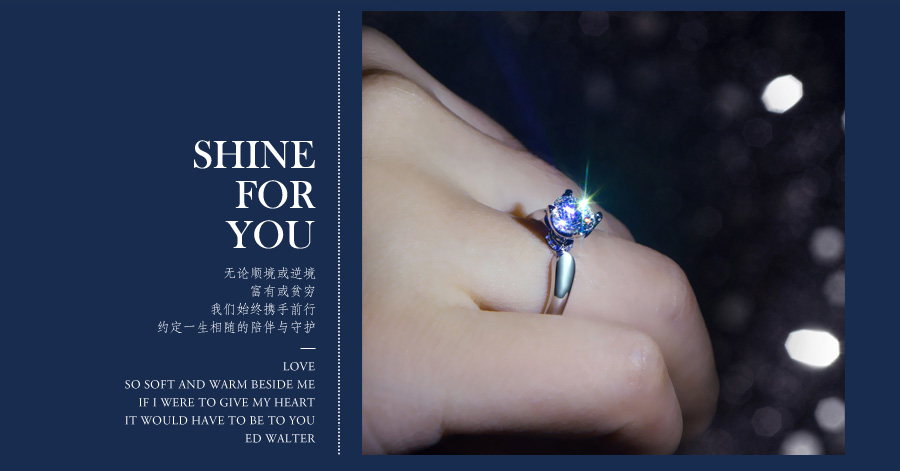 SHINE
FOR
YOU
无论顺境或逆境
富有或贫穷
我们始终携手前行
约定一生相随的陪伴与守护
LOVE
SO SOFT AND WARM BESIDE ME
IF I WERE TO GIVE MY HEART
IT WOULD HAVE TO BE TO YOU
ED WALTER